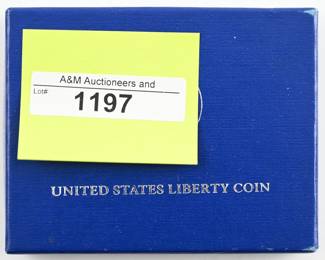 A&M Auctioneers and
Lot#
1197
UNITED STATES LIBERTY COIN